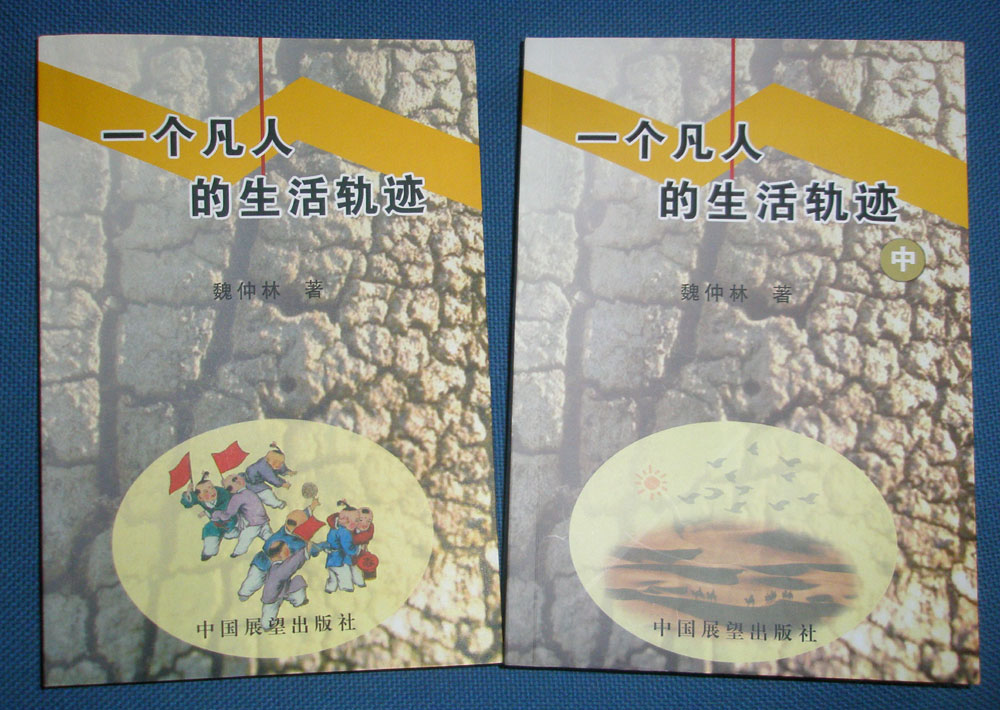 一个凡人
的生活轨迹
魏仲林 著
中国展望出版社
一个凡人
的生活轨迹
中
魏仲林 著
中国展望出版社